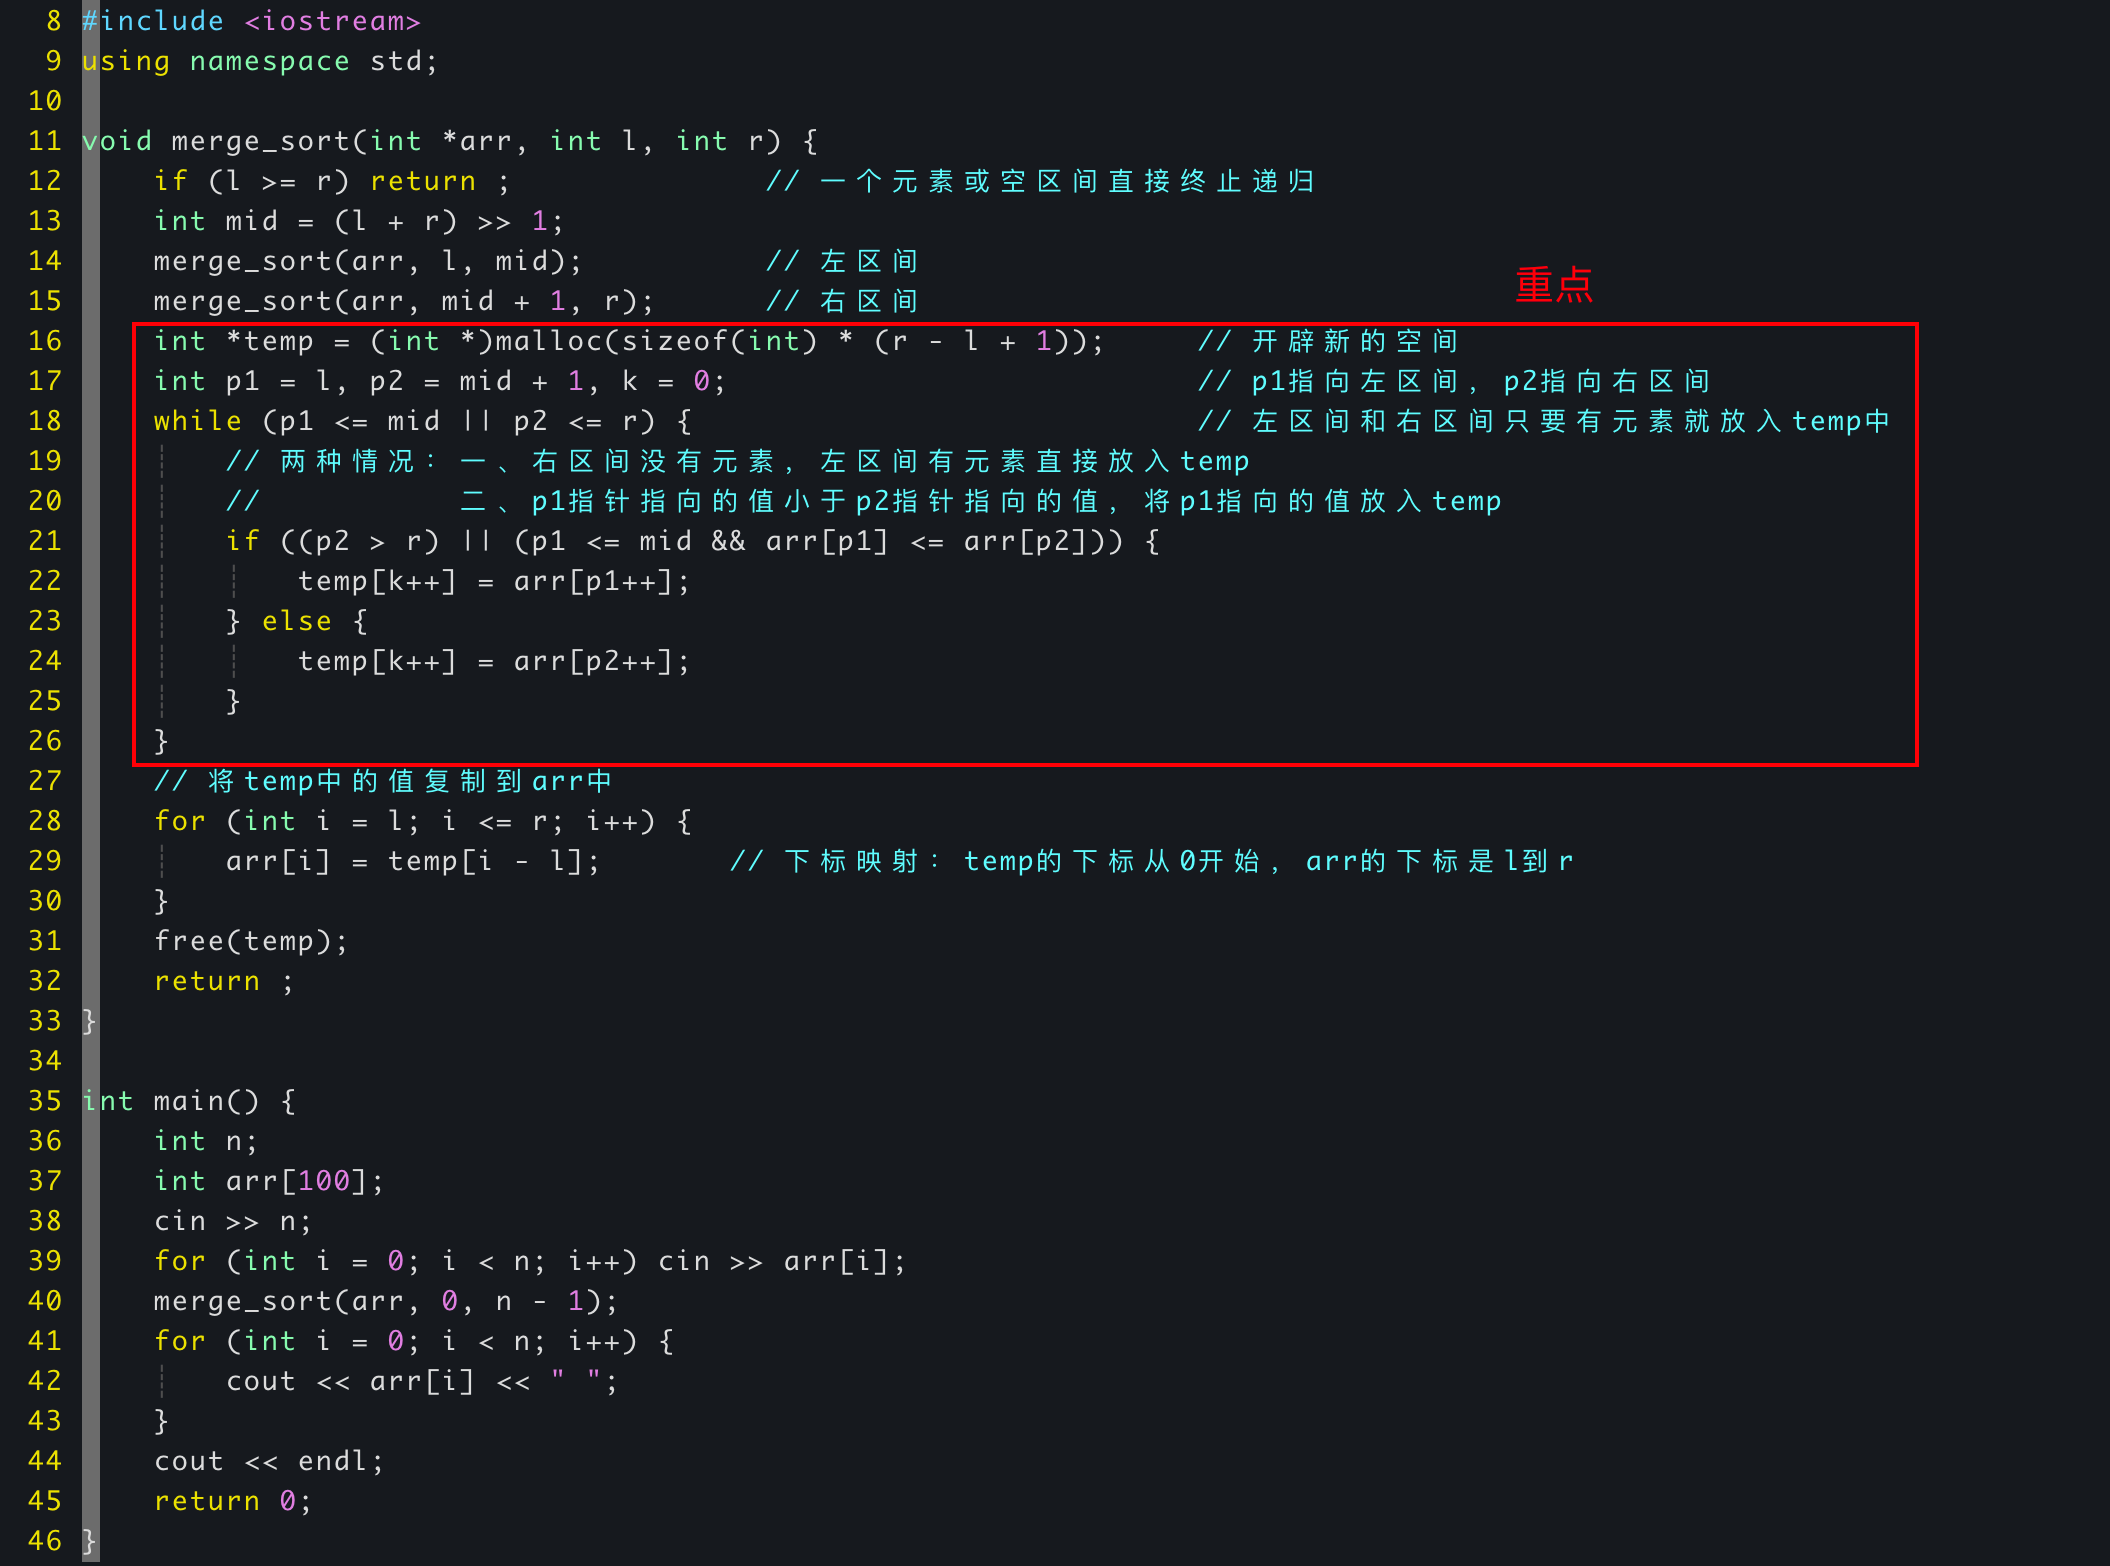 8 #include <iostream>
9 using namespace std;
10
11 void merge_sort(int *arr, int l, int r) {
12     if (l >= r) return ;              // 一个元素或空区间直接终止递归
13     int mid = (l + r) >> 1;
14     merge_sort(arr, l, mid);          // 左区间
重点
15     merge_sort(arr, mid + 1, r);      // 右区间
16     int *temp = (int *)malloc(sizeof(int) * (r - l + 1));     // 开辟新的空间
17     int p1 = l, p2 = mid + 1, k = 0;                          // p1指向左区间, p2指向右区间
18     while (p1 <= mid || p2 <= r) {                            // 左区间和右区间只要有元素就放入temp中
19         // 两种情况: 一、右区间没有元素, 左区间有元素直接放入temp
20         //           二、p1指针指向的值小于p2指针指向的值, 将p1指向的值放入temp
21         if ((p2 > r) || (p1 <= mid && arr[p1] <= arr[p2])) {
22             temp[k++] = arr[p1++];
23         } else {
24             temp[k++] = arr[p2++];
25         }
26     }
27     // 将temp中的值复制到arr中
28     for (int i = l; i <= r; i++) {
29         arr[i] = temp[i - l];       // 下标映射: temp的下标从0开始, arr的下标是l到r
30     }
31     free(temp);
32     return ;
33 }
34
35 int main() {
36     int n;
37     int arr[100];
38     cin >> n;
39     for (int i = 0; i < n; i++) cin >> arr[i];
40     merge_sort(arr, 0, n - 1);
41     for (int i = 0; i < n; i++) {
42         cout << arr[i] << " ";
43     }
44     cout << endl;
45     return 0;
46 }